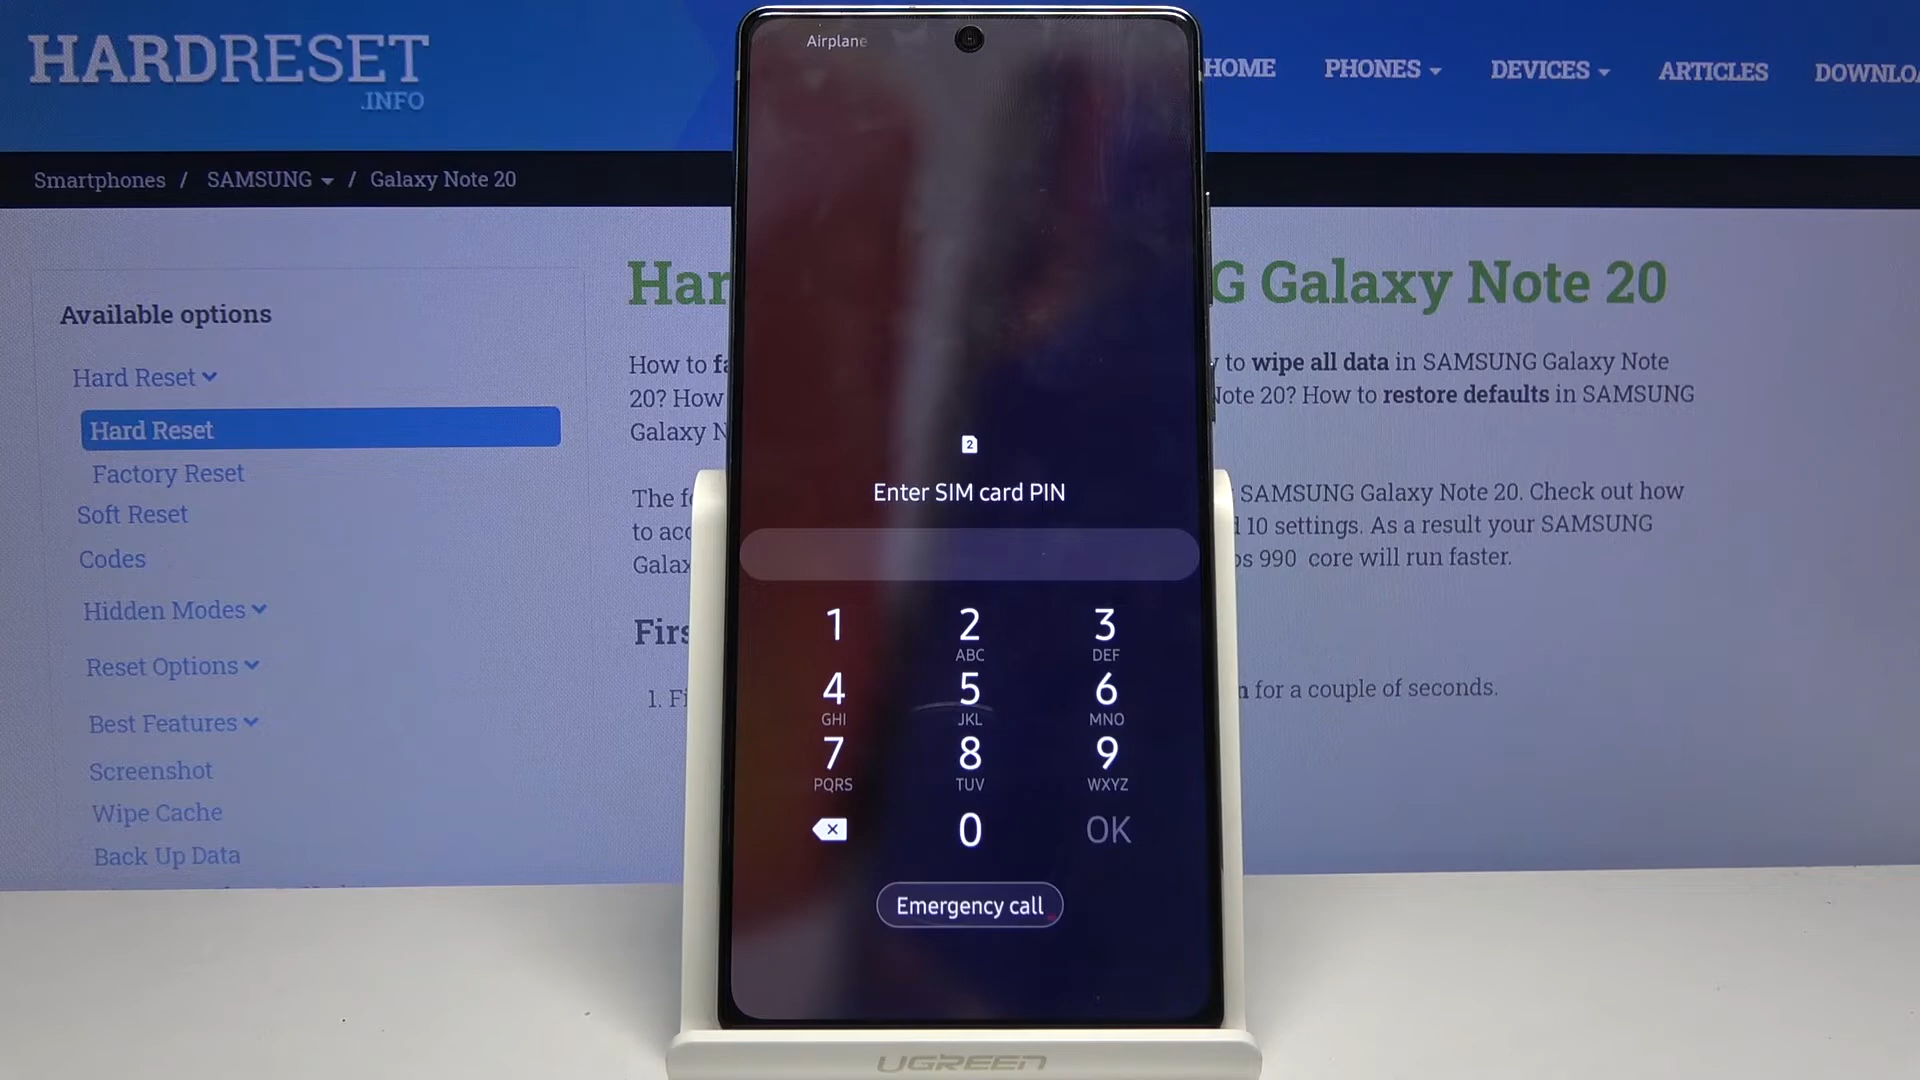 HARDRESET
.INFO
HOME PHONES DEVICES ARTICLES
Smartphones / SAMSUNG / Galaxy Note 20
Available options
Hard Reset
Hard Reset
Factory Reset
Soft Reset
Codes
Hidden Modes
Reset Options
Best Features
Screenshot
Wipe Cache
Back Up Data
Galaxy Note 20
How to
to wipe all data in SAMSUNG Galaxy Note
20? How
Note 20? How to restore defaults in SAMSUNG
Galaxy
The
SAMSUNG Galaxy Note 20. Check out how
to
10 settings. As a result your SAMSUNG
990 core will run faster.
1.
for a couple of seconds.
Airplane
2
Enter SIM card PIN
1 2 3
ABC DEF
4 5 6
GHI JKL MNO
7 8 9
PQRS TUV WXYZ
0 OK
Emergency call
UGREEN